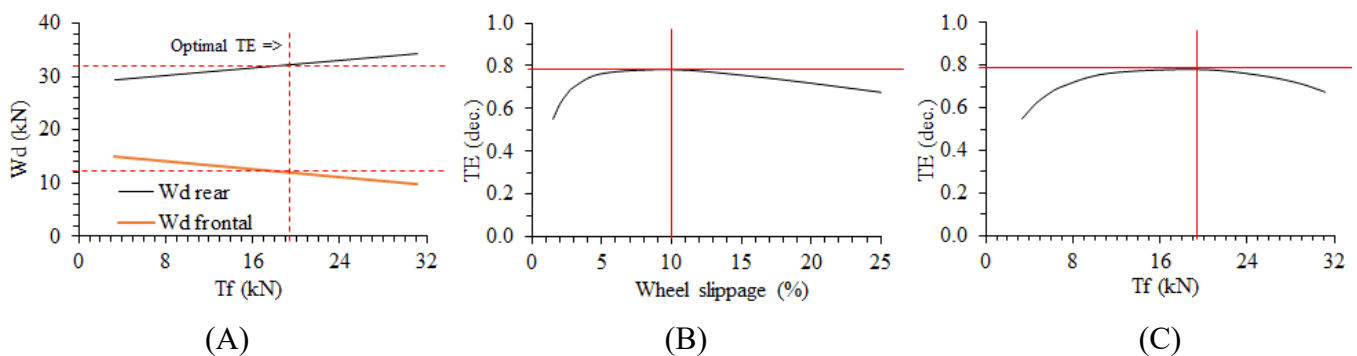 40
30
20
10
0
Wd (kN)
Optimal TE =>
Wd rear
Wd frontal
0 8 16 24 32
Tf (kN)
(A)
1.0
0.8
0.6
0.4
0.2
0.0
TE (dec.)
0 5 10 15 20 25
Wheel slippage (%)
(B)
1.0
0.8
0.6
0.4
0.2
0.0
TE (dec.)
0 8 16 24 32
Tf (kN)
(C)